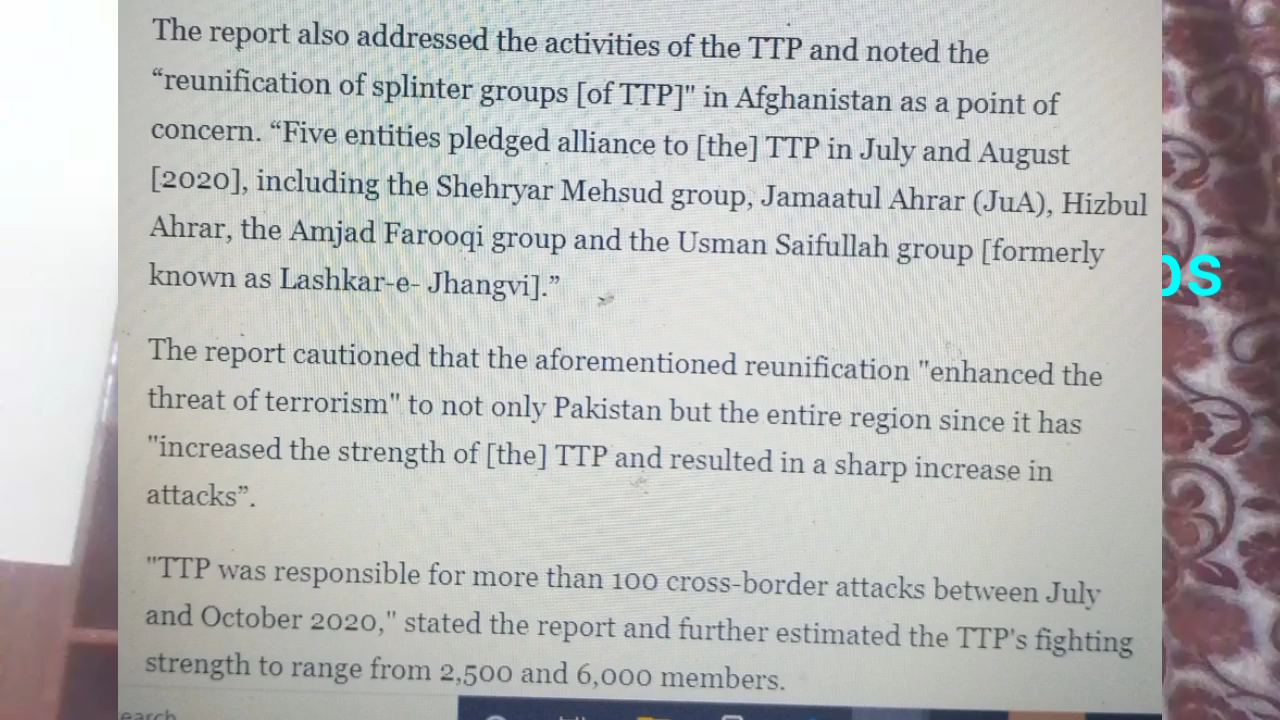 The report also addressed the activities of the TTP and noted the
“reunification of splinter groups [of TTP]" in Afghanistan as a point of
concern. “Five entities pledged alliance to [the] TTP in July and August
[2020], including the Shehryar Mehsud group, Jamaatul Ahrar (JuA), Hizbul
Ahrar, the Amjad Farooqi group and the Usman Saifullah group [formerly
known as Lashkar-e- Jhangvi].”
The report cautioned that the aforementioned reunification "enhanced the
threat of terrorism" to not only Pakistan but the entire region since it has
"increased the strength of [the] TTP and resulted in a sharp increase in
attacks”.
"TTP was responsible for more than 100 cross-border attacks between July
and October 2020," stated the report and further estimated the TTP's fighting
strength to range from 2,500 and 6,000 members.